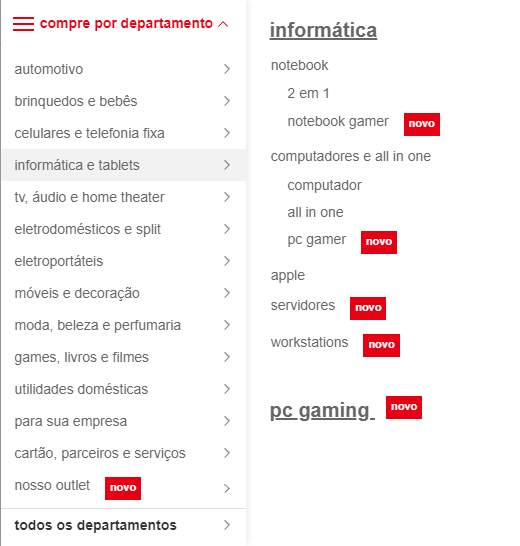 compre por departamento
automotivo
brinquedos e bebês
celulares e telefonia fixa
informática e tablets
tv, áudio e home theater
eletrodomésticos e split
eletroportáteis
móveis e decoração
moda, beleza e perfumaria
games, livros e filmes
utilidades domésticas
para sua empresa
cartão, parceiros e serviços
nosso outlet novo
todos os departamentos
informática
notebook
2 em 1
notebook gamer novo
computadores e all in one
computador
all in one
pc gamer novo
apple
servidores novo
workstations novo
pc gaming novo